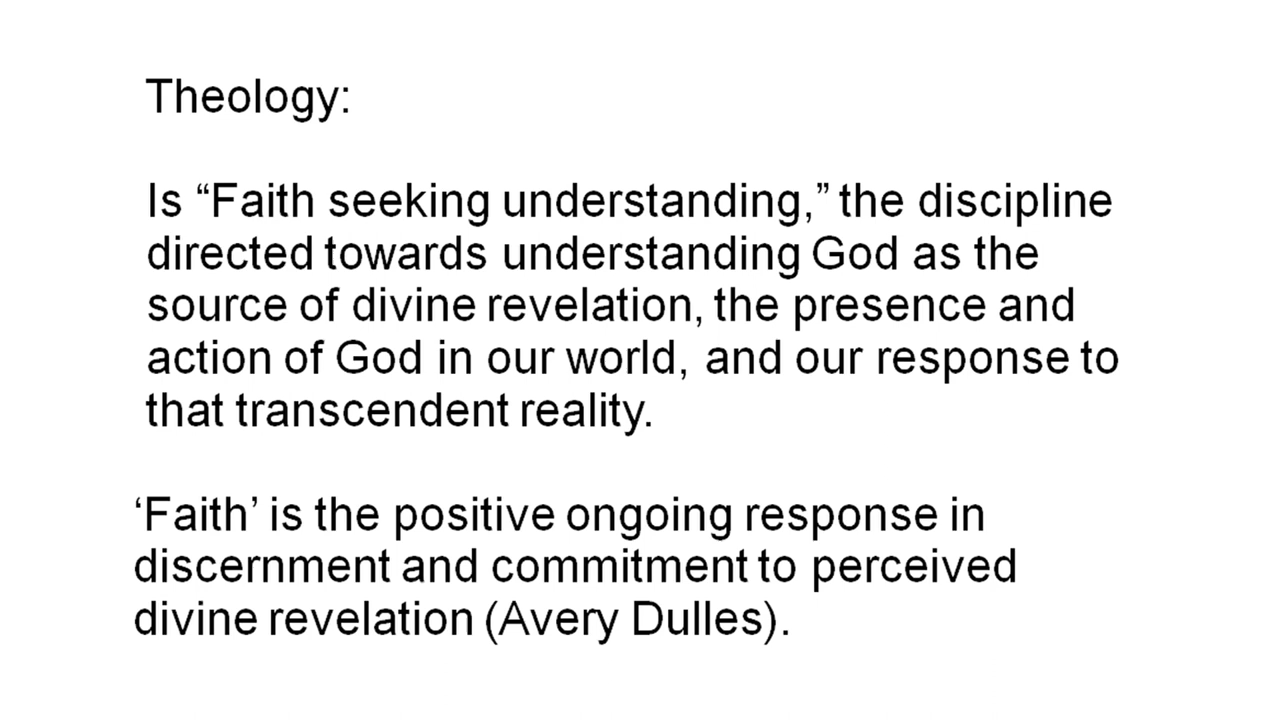 Theology:
Is “Faith seeking understanding,” the discipline
directed towards understanding God as the
source of divine revelation, the presence and
action of God in our world, and our response to
that transcendent reality.
‘Faith’ is the positive ongoing response in
discernment and commitment to perceived
divine revelation (Avery Dulles).